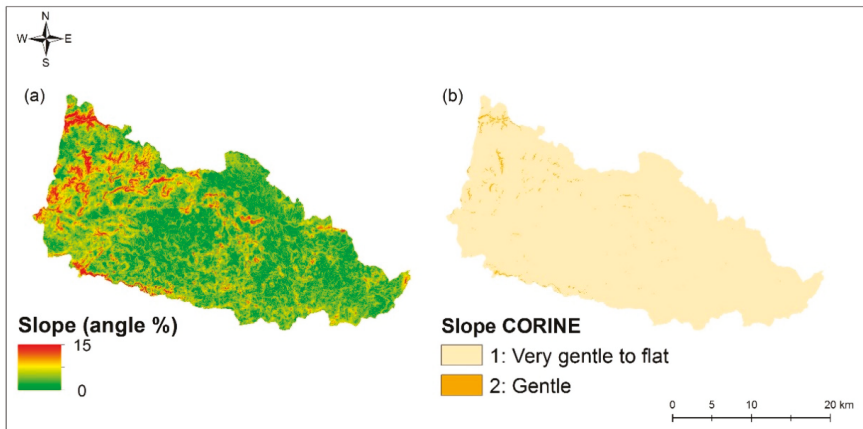 N
W E
S
(a)
(b)
Slope (angle %)
15
0
Slope CORINE
1: Very gentle to flat
2: Gentle
0 5 10 20 km